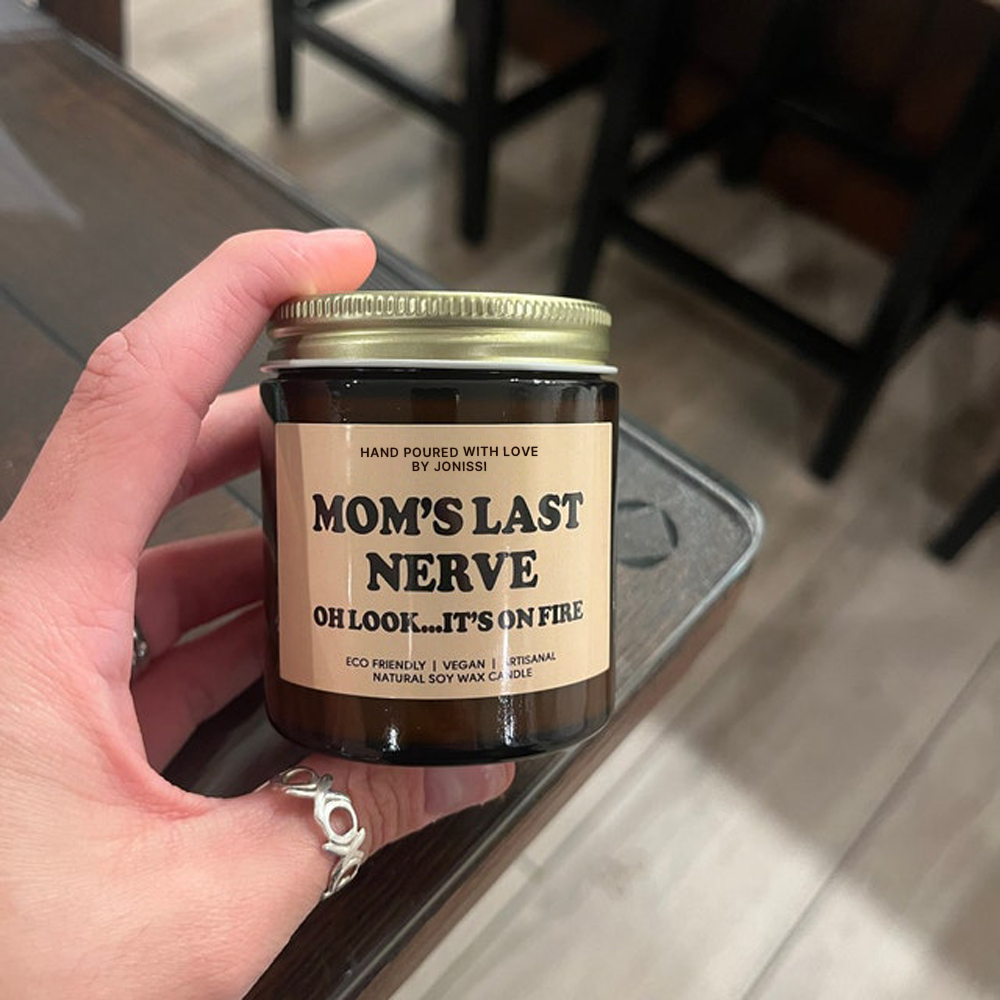 HAND POURED WITH LOVE
BY JONISSI
MOM'S LAST
NERVE
OH LOOK...IT'S ON FIRE
ECO FRIENDLY | VEGAN | ARTISANAL
NATURAL SOY WAX CANDLE